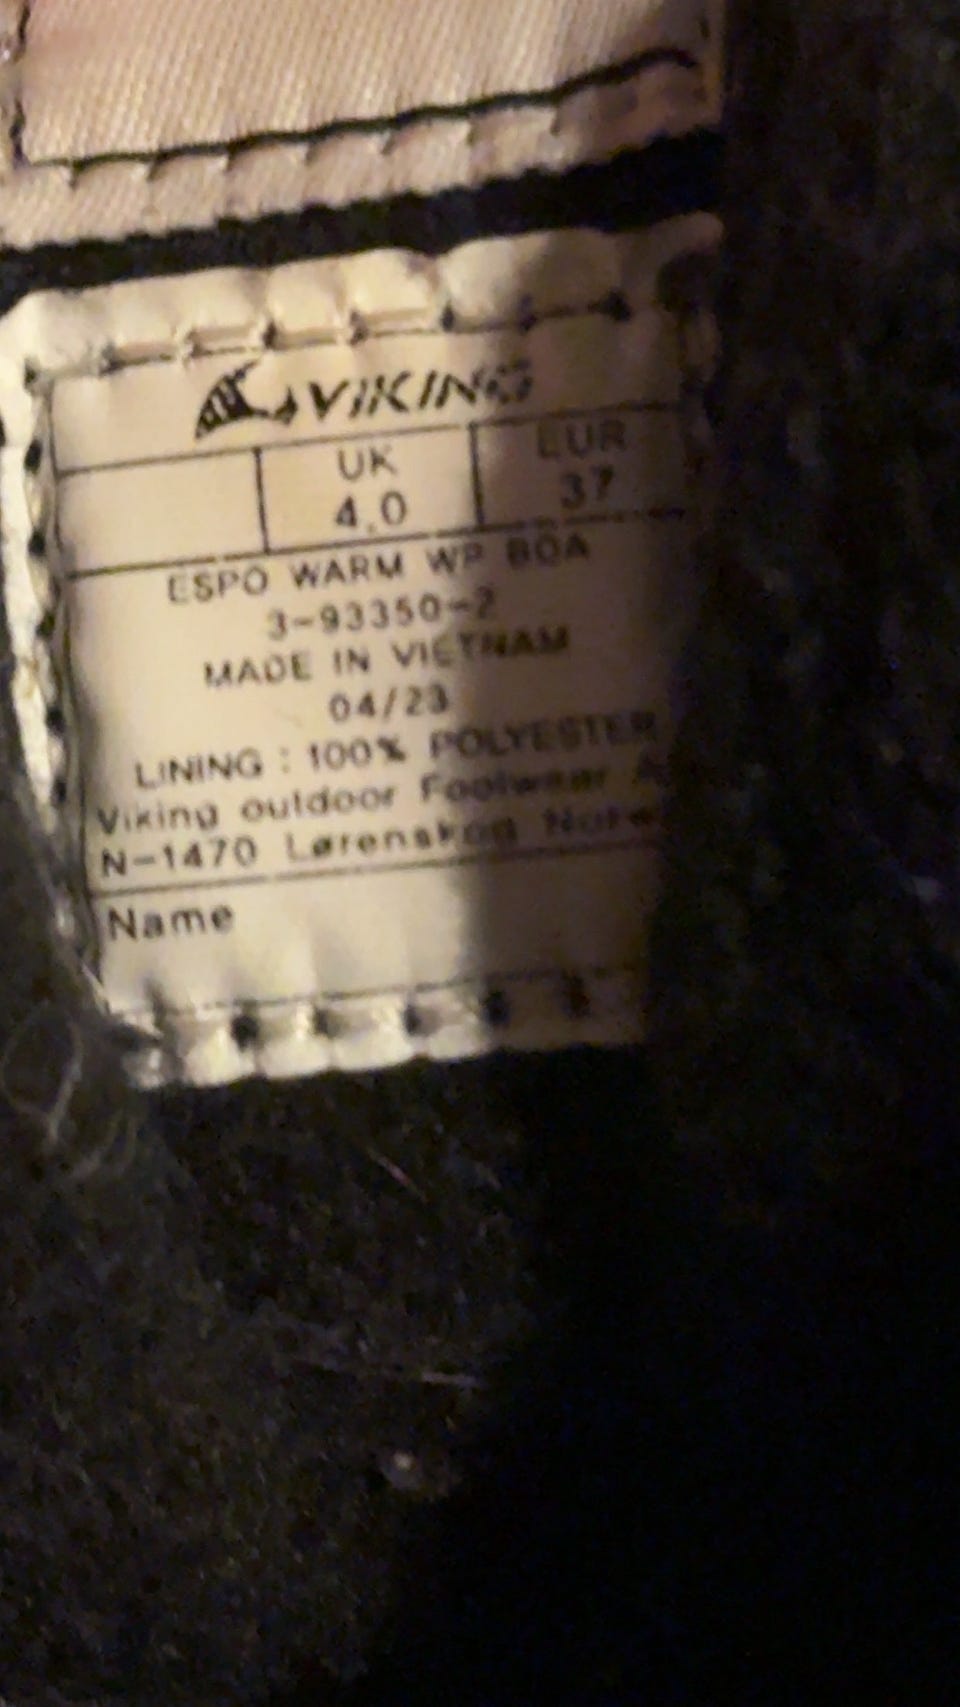 VIKING
UK EUR
4.0 37
ESPO WARM WP BOA
3-93350-2
MADE IN VIETNAM
04/23
LINING : 100% POLYESTER
Viking outdoor Footwear
N-1470 Lørenskog
Name